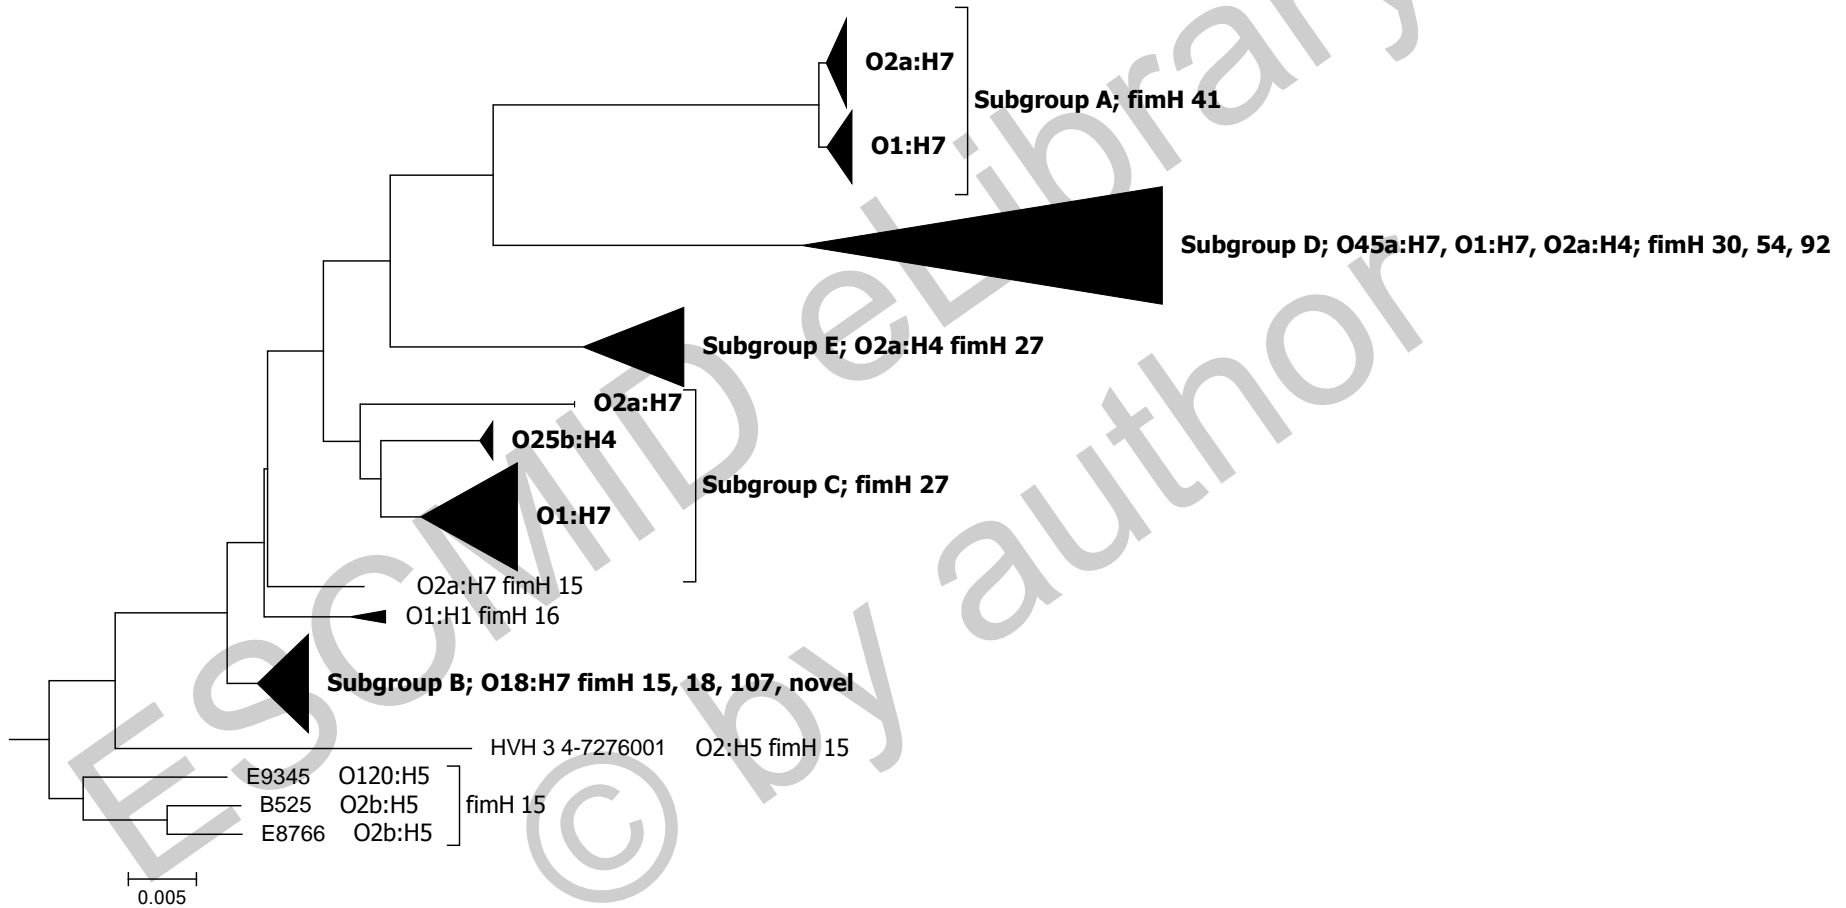 O2a:H7
Subgroup A; fimH 41
O1:H7
Subgroup D; O45a:H7, O1:H7, O2a:H4; fimH 30, 54, 92
Subgroup E; O2a:H4 fimH 27
O2a:H7
O25b:H4
Subgroup C; fimH 27
O1:H7
O2a:H7 fimH 15
O1:H1 fimH 16
Subgroup B; O18:H7 fimH 15, 18, 107, novel
HVH 3 4-7276001 O2:H5 fimH 15
E9345 O120:H5
B525 O2b:H5 fimH 15
E8766 O2b:H5
0.005
ESCMID eLibrary
© by author